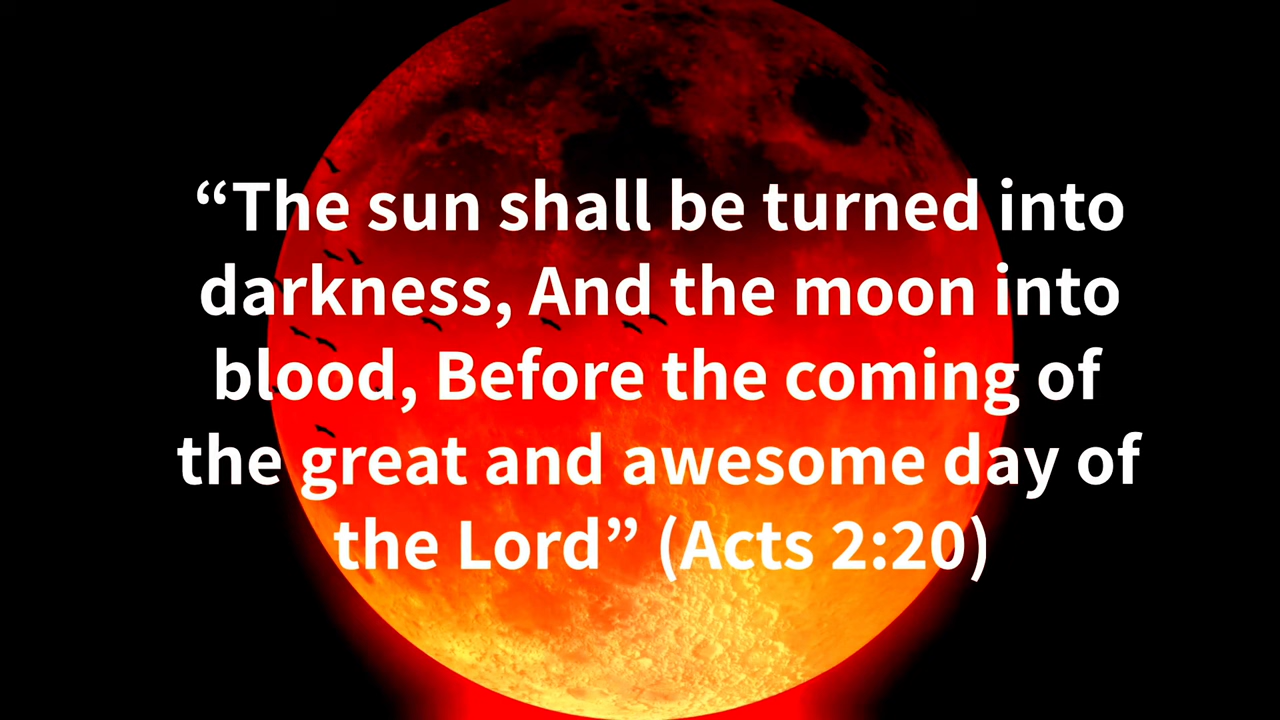 “The sun shall be turned into
darkness, And the moon into
blood, Before the coming of
the great and awesome day of
the Lord” (Acts 2:20)